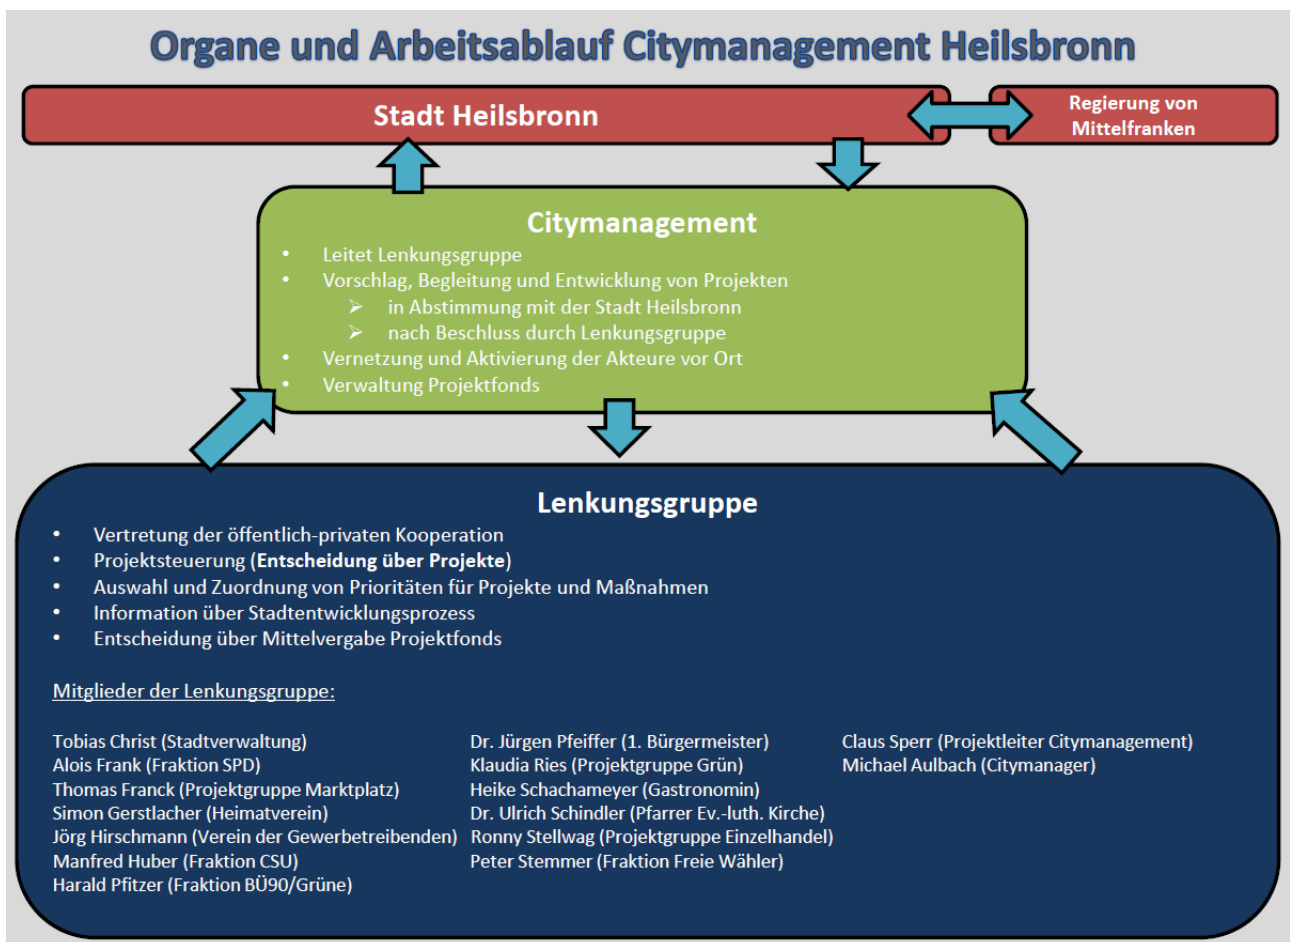 Organe und Arbeitsablauf Citymanagement Heilsbronn
Stadt Heilsbronn
Regierung von
Mittelfranken
Citymanagement
• Leitet Lenkungsgruppe
• Vorschlag, Begleitung und Entwicklung von Projekten
➢ in Abstimmung mit der Stadt Heilsbronn
➢ nach Beschluss durch Lenkungsgruppe
• Vernetzung und Aktivierung der Akteure vor Ort
• Verwaltung Projektfonds
Lenkungsgruppe
• Vertretung der öffentlich-privaten Kooperation
• Projektsteuerung (Entscheidung über Projekte)
• Auswahl und Zuordnung von Prioritäten für Projekte und Maßnahmen
• Information über Stadtentwicklungsprozess
• Entscheidung über Mittelvergabe Projektfonds
Mitglieder der Lenkungsgruppe:
Tobias Christ (Stadtverwaltung)
Alois Frank (Fraktion SPD)
Thomas Franck (Projektgruppe Marktplatz)
Simon Gerstlacher (Heimatverein)
Jörg Hirschmann (Verein der Gewerbetreibenden)
Manfred Huber (Fraktion CSU)
Harald Pfitzer (Fraktion BÜ90/Grüne)
Dr. Jürgen Pfeiffer (1. Bürgermeister)
Klaudia Ries (Projektgruppe Grün)
Heike Schachameyer (Gastronomin)
Dr. Ulrich Schindler (Pfarrer Ev.-luth. Kirche)
Ronny Stellwag (Projektgruppe Einzelhandel)
Peter Stemmer (Fraktion Freie Wähler)
Claus Sperr (Projektleiter Citymanagement)
Michael Aulbach (Citymanager)